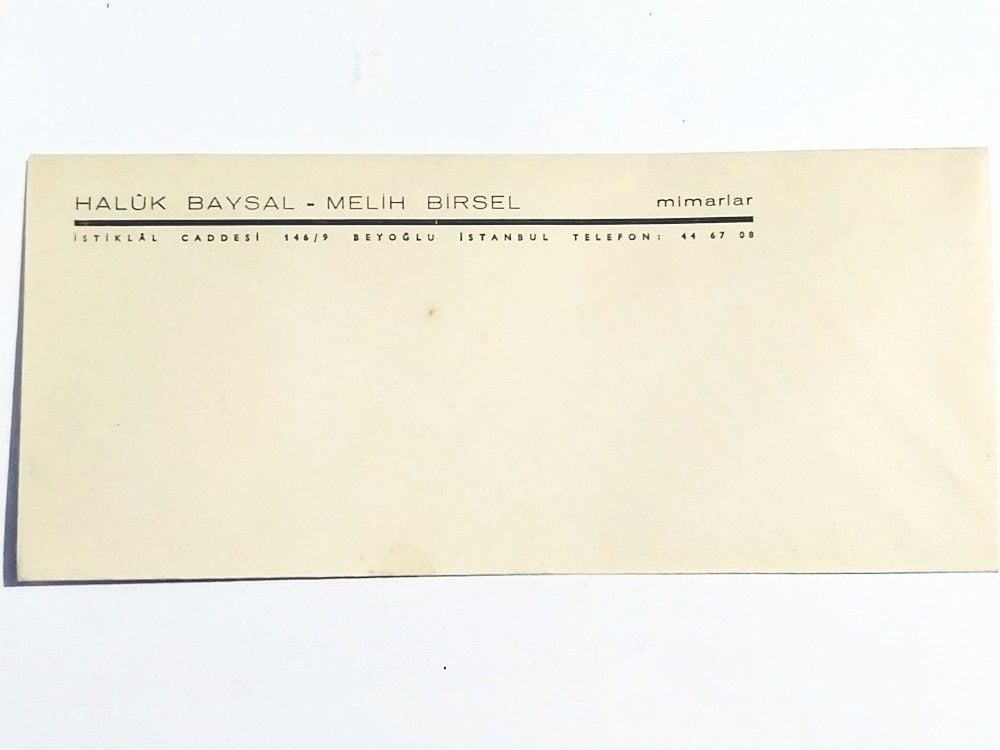 HALÛK BAYSAL - MELİH BİRSEL mimarlar
İSTİKLÂL CADDESİ 146/9 BEYOĞLU İSTANBUL TELEFON: 44 67 08